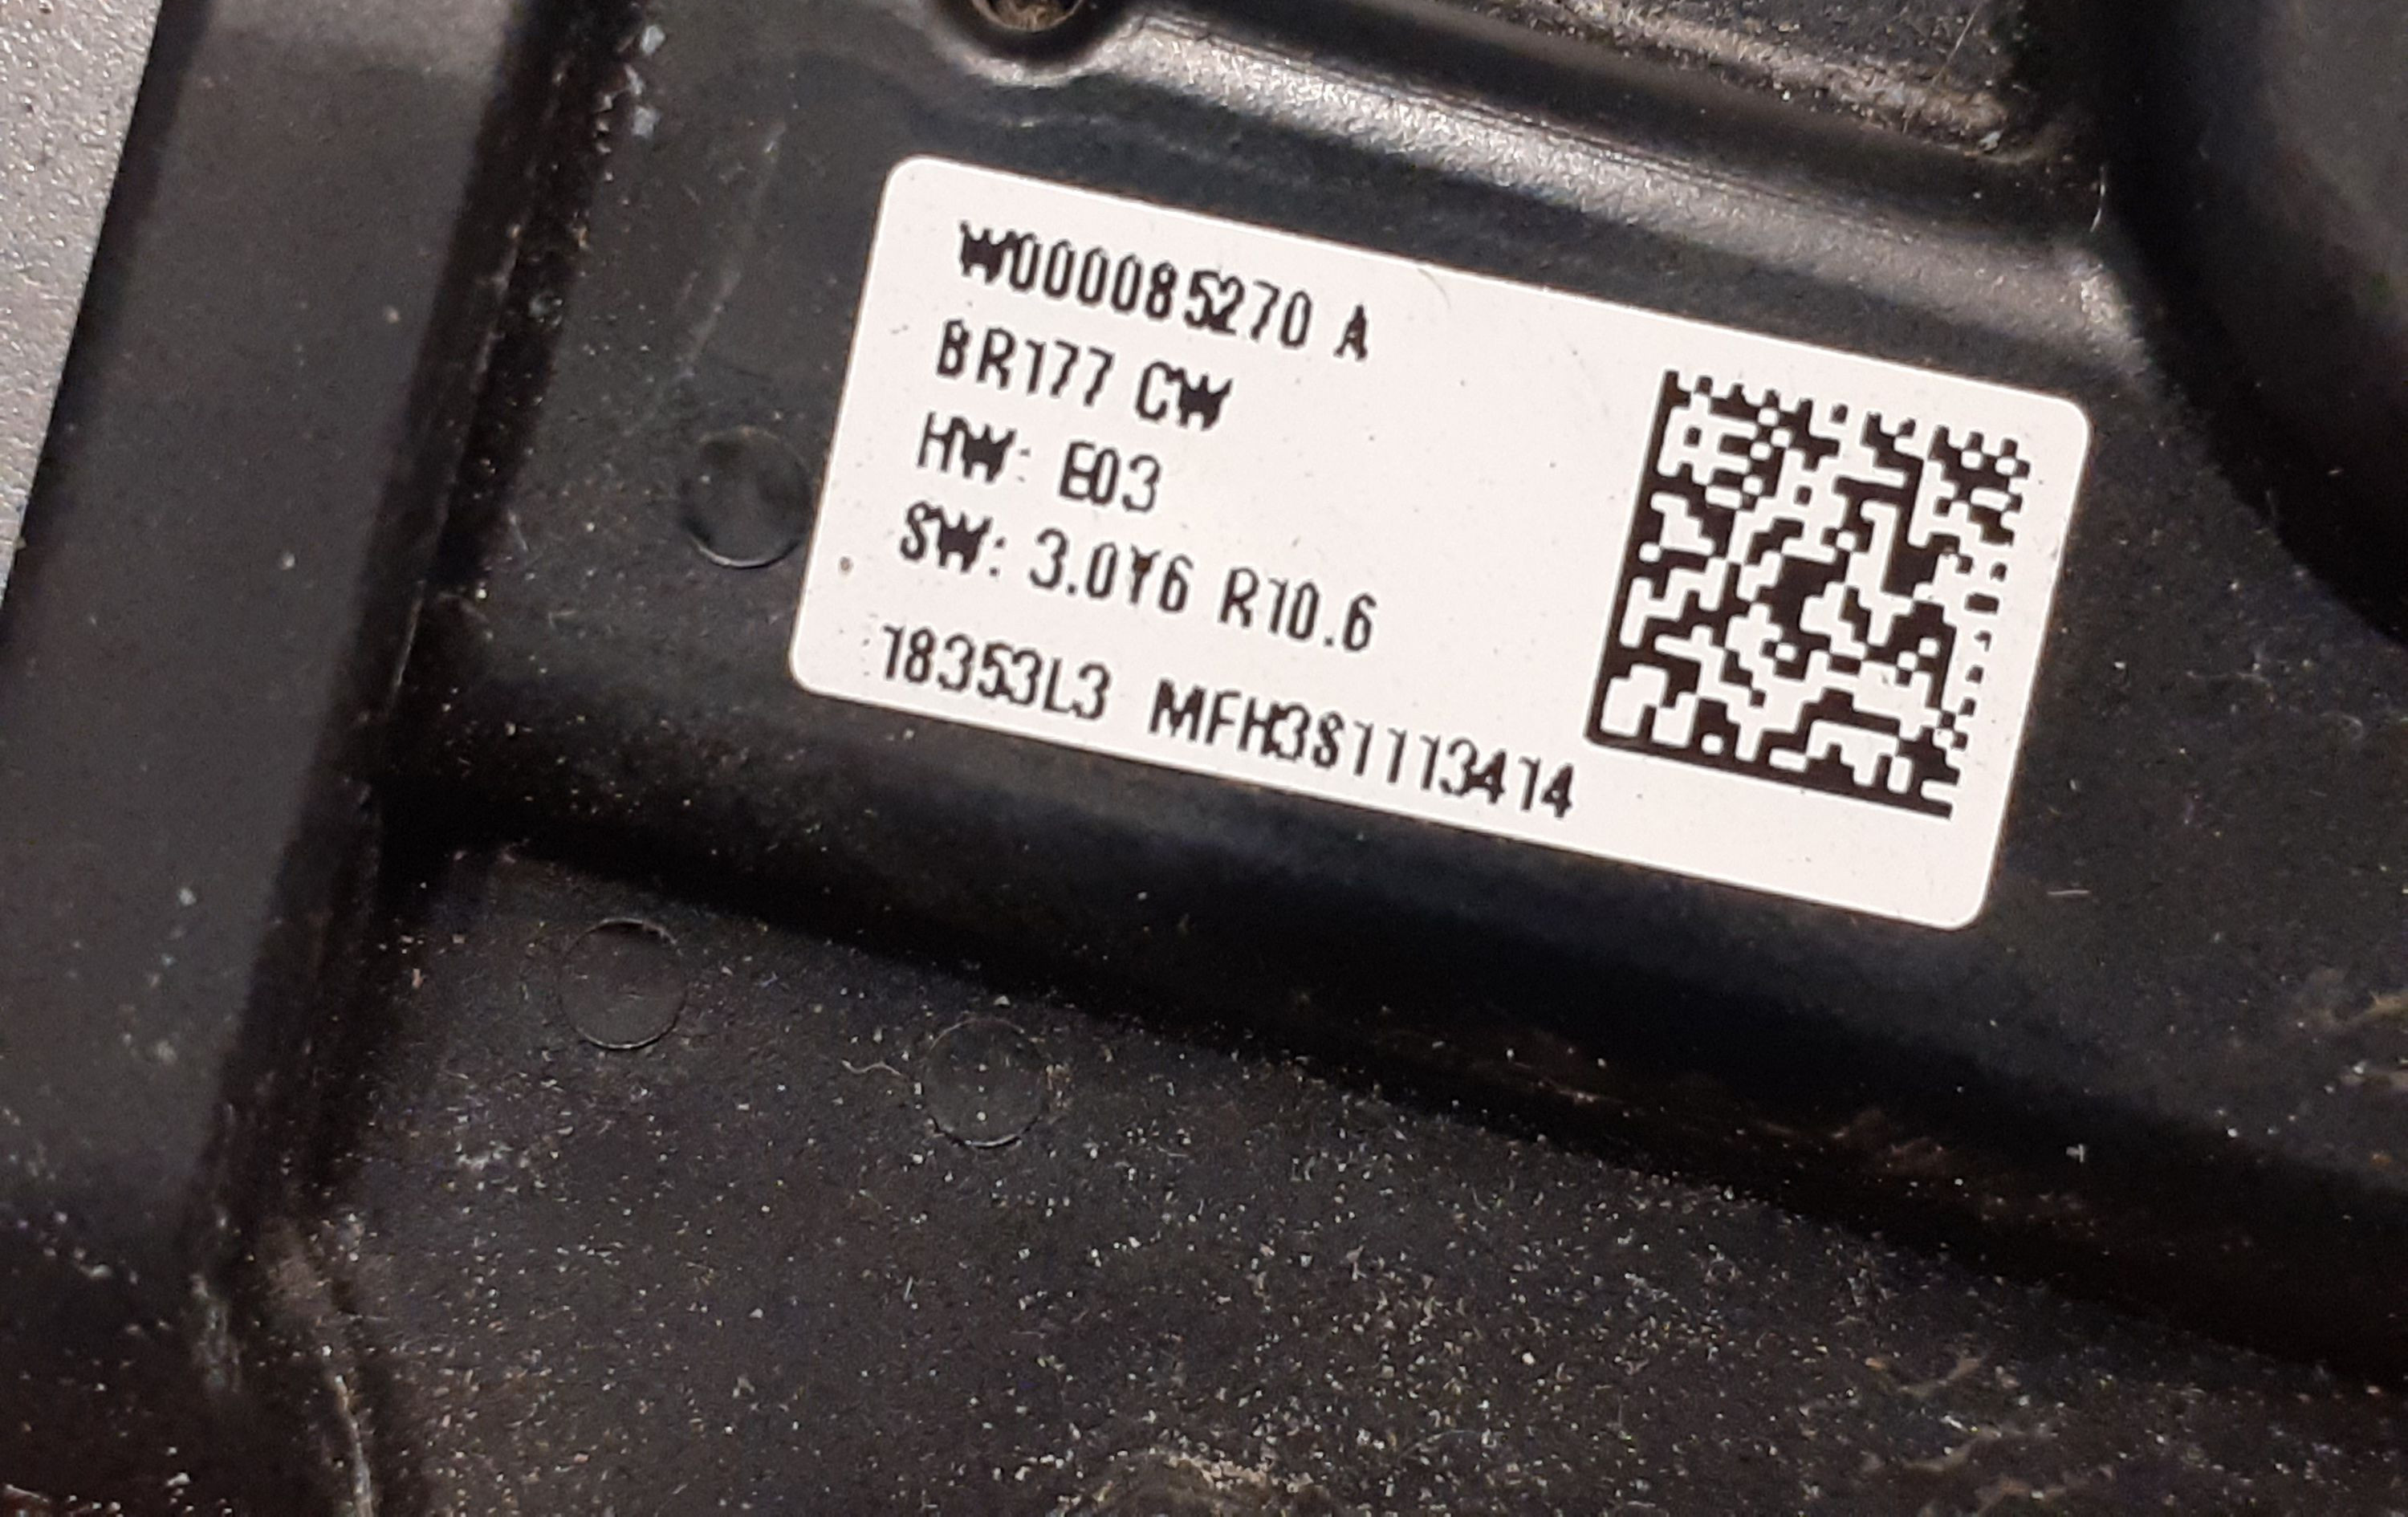 W000085270 A
BR177 CW
HW: E03
SW: 3.0Y6 R10.6
18353L3 MFH3S1113414